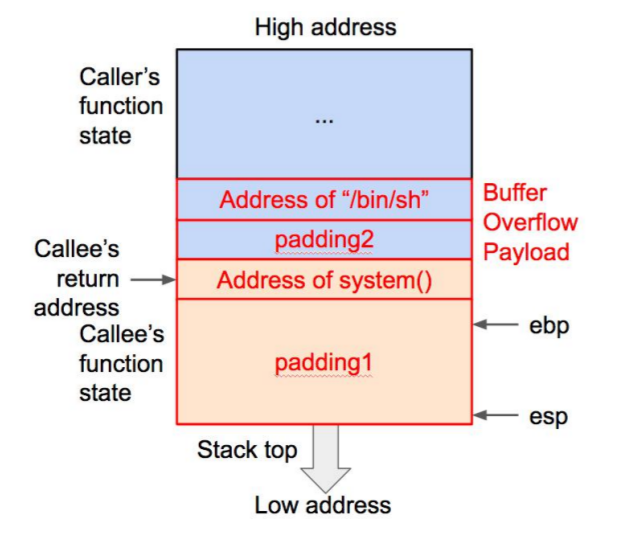 High address
Caller's
function
state
...
Address of “/bin/sh”
Buffer
Overflow
Payload
padding2
Callee's
return
address
Address of system()
Callee's
function
state
padding1
ebp
esp
Stack top
Low address